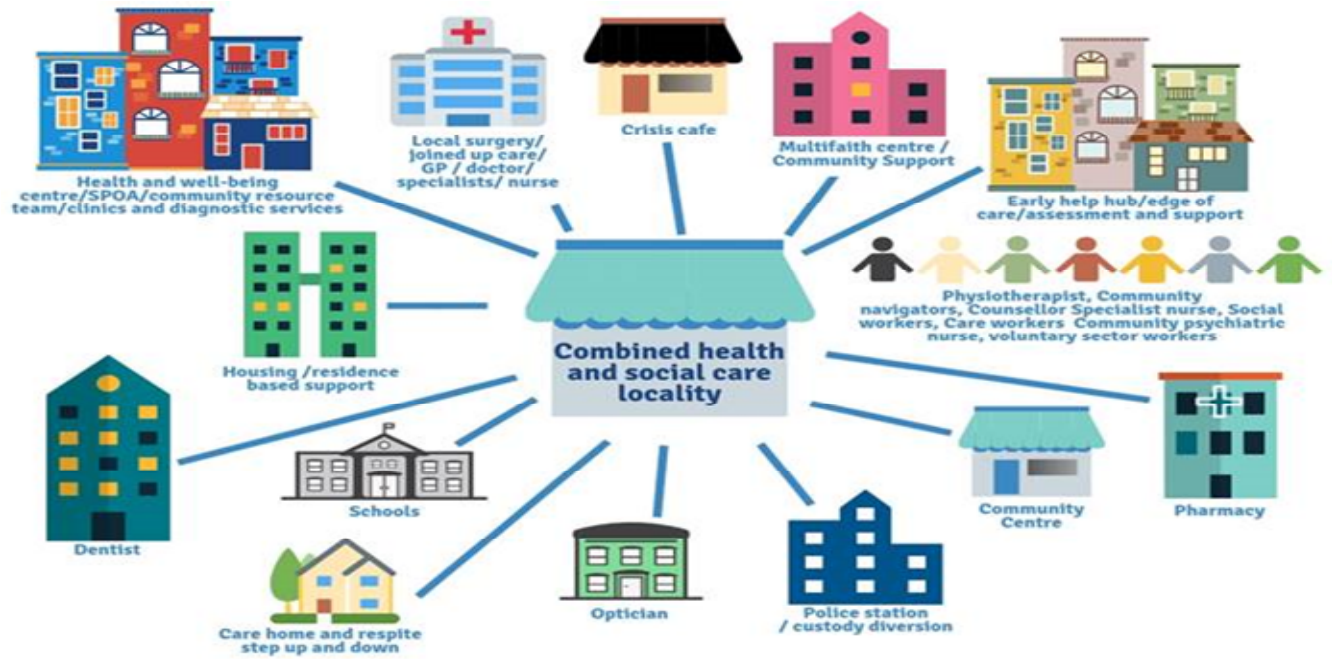 Health and well-being
centre/SPOA/community resource
team/clinics and diagnostic services
Local surgery/
joined up care/
GP / doctor/
specialists/ nurse
Crisis cafe
Multifaith centre /
Community Support
Early help hub/edge of
care/assessment and support
Physiotherapist, Community
navigators, Counsellor Specialist nurse, Social
workers, Care workers Community psychiatric
nurse, voluntary sector workers
Housing /residence
based support
Combined health
and social care
locality
Dentist
Schools
Community
Centre
Pharmacy
Care home and respite
step up and down
Optician
Police station
/ custody diversion